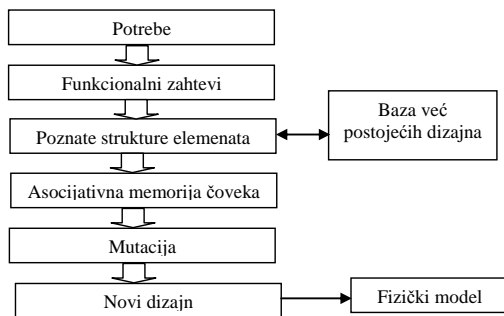 Potrebe
Funkcionalni zahtevi
Poznate strukture elemenata
Baza već
postojećih dizajna
Asocijativna memorija čoveka
Mutacija
Novi dizajn
Fizički model